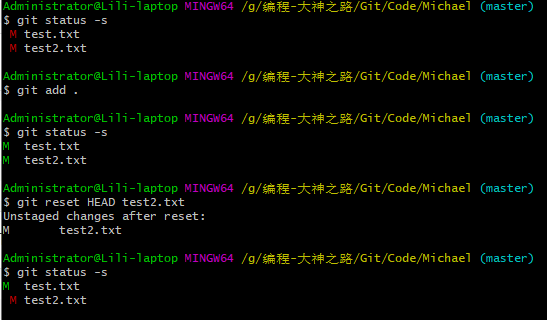 Administrator@Lili-laptop MINGW64 /g/编程-大神之路/Git/Code/Michael (master)
$ git status -s
 M test.txt
 M test2.txt
Administrator@Lili-laptop MINGW64 /g/编程-大神之路/Git/Code/Michael (master)
$ git add .
Administrator@Lili-laptop MINGW64 /g/编程-大神之路/Git/Code/Michael (master)
$ git status -s
M  test.txt
M  test2.txt
Administrator@Lili-laptop MINGW64 /g/编程-大神之路/Git/Code/Michael (master)
$ git reset HEAD test2.txt
Unstaged changes after reset:
M       test2.txt
Administrator@Lili-laptop MINGW64 /g/编程-大神之路/Git/Code/Michael (master)
$ git status -s
M  test.txt
 M test2.txt